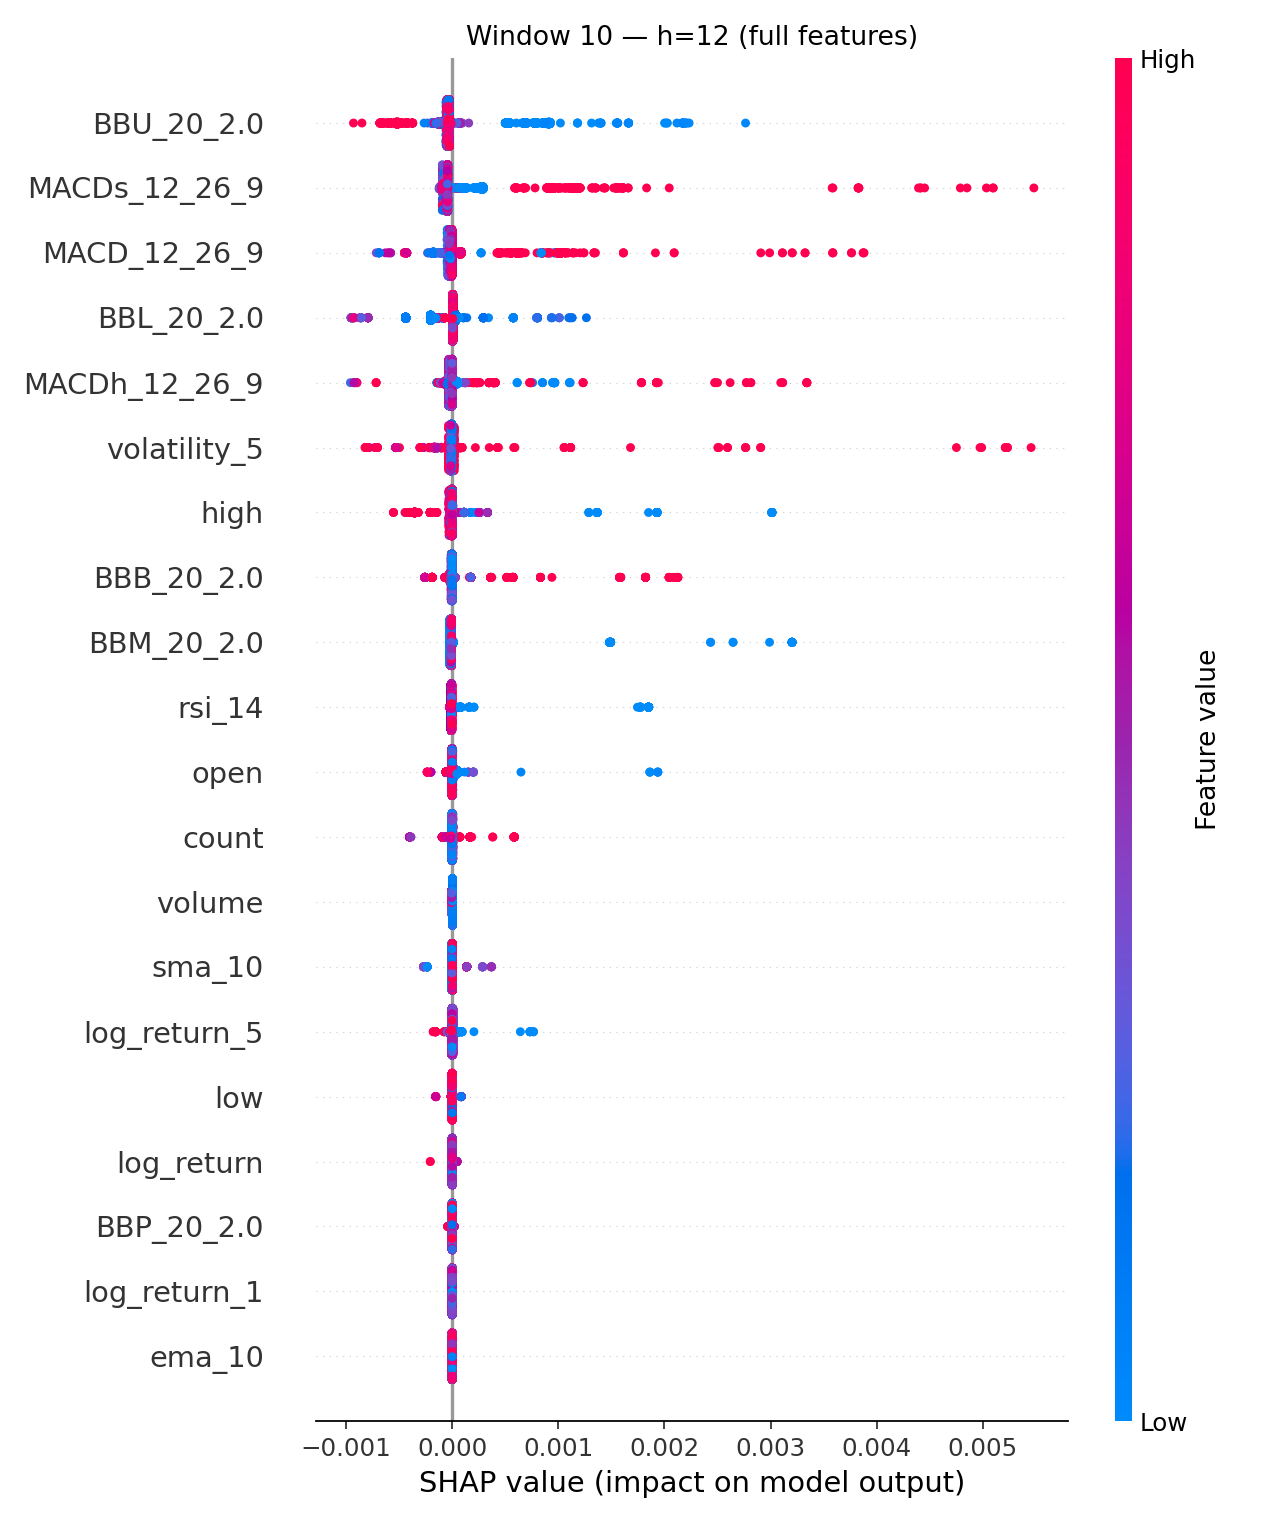 Window 10 — h=12 (full features)
High
BBU_20_2.0
MACDs_12_26_9
MACD_12_26_9
BBL_20_2.0
MACDh_12_26_9
volatility_5
high
BBB_20_2.0
BBM_20_2.0
rsi_14
open
count
volume
sma_10
log_return_5
low
log_return
BBP_20_2.0
log_return_1
ema_10
Feature value
Low
−0.001 0.000 0.001 0.002 0.003 0.004 0.005
SHAP value (impact on model output)